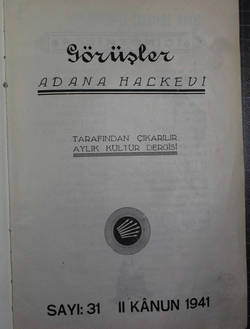 Görüşler
ADANA HALKEVİ
TARAFINDAN ÇIKARILIR
AYLIK KÜLTÜR DERGİSİ
SAYI: 31 II KÂNUN 1941